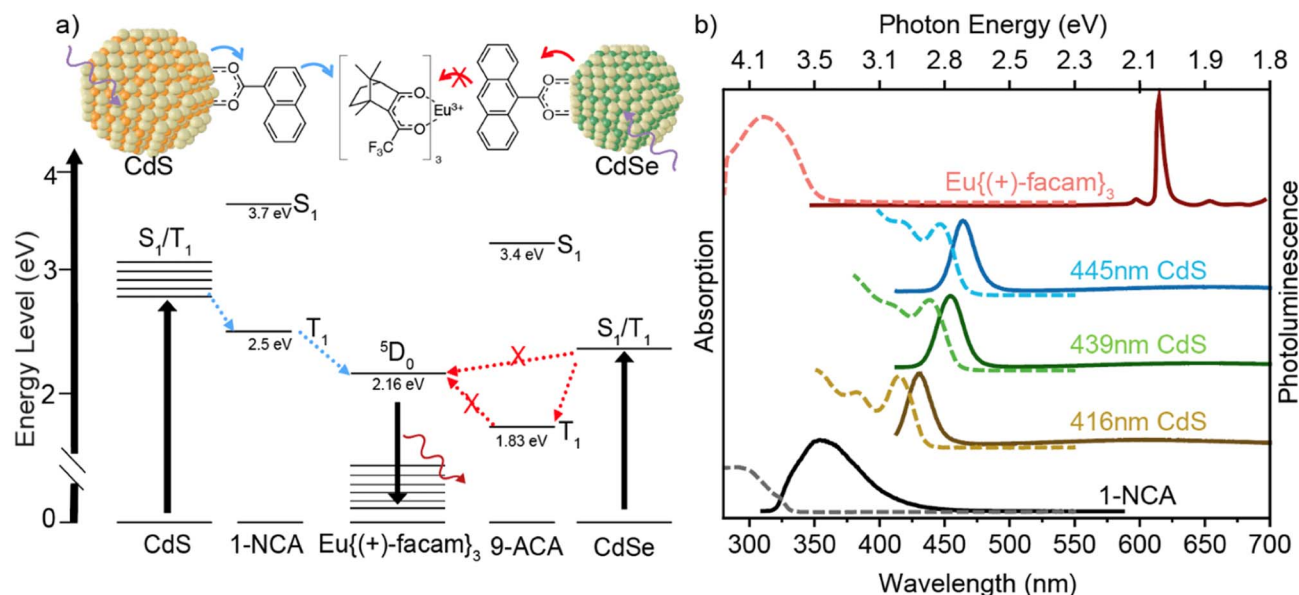 a)
CdS
O
O
Eu³⁺
O
O
F₃C
3
O
O
CdSe
Energy Level (eV)
4
3
2
0
S₁/T₁
3.7 eV
S₁
2.5 eV
T₁
⁵D₀
2.16 eV
X
X
X
3.4 eV
S₁
1.83 eV
T₁
S₁/T₁
CdS
1-NCA
Eu{(+)-facam}₃
9-ACA
CdSe
b)
Photon Energy (eV)
4.1 3.5 3.1 2.8 2.5 2.3 2.1 1.9 1.8
Absorption
Photoluminescence
Eu{(+)-facam}₃
445nm CdS
439nm CdS
416nm CdS
1-NCA
300 350 400 450 500 550 600 650 700
Wavelength (nm)